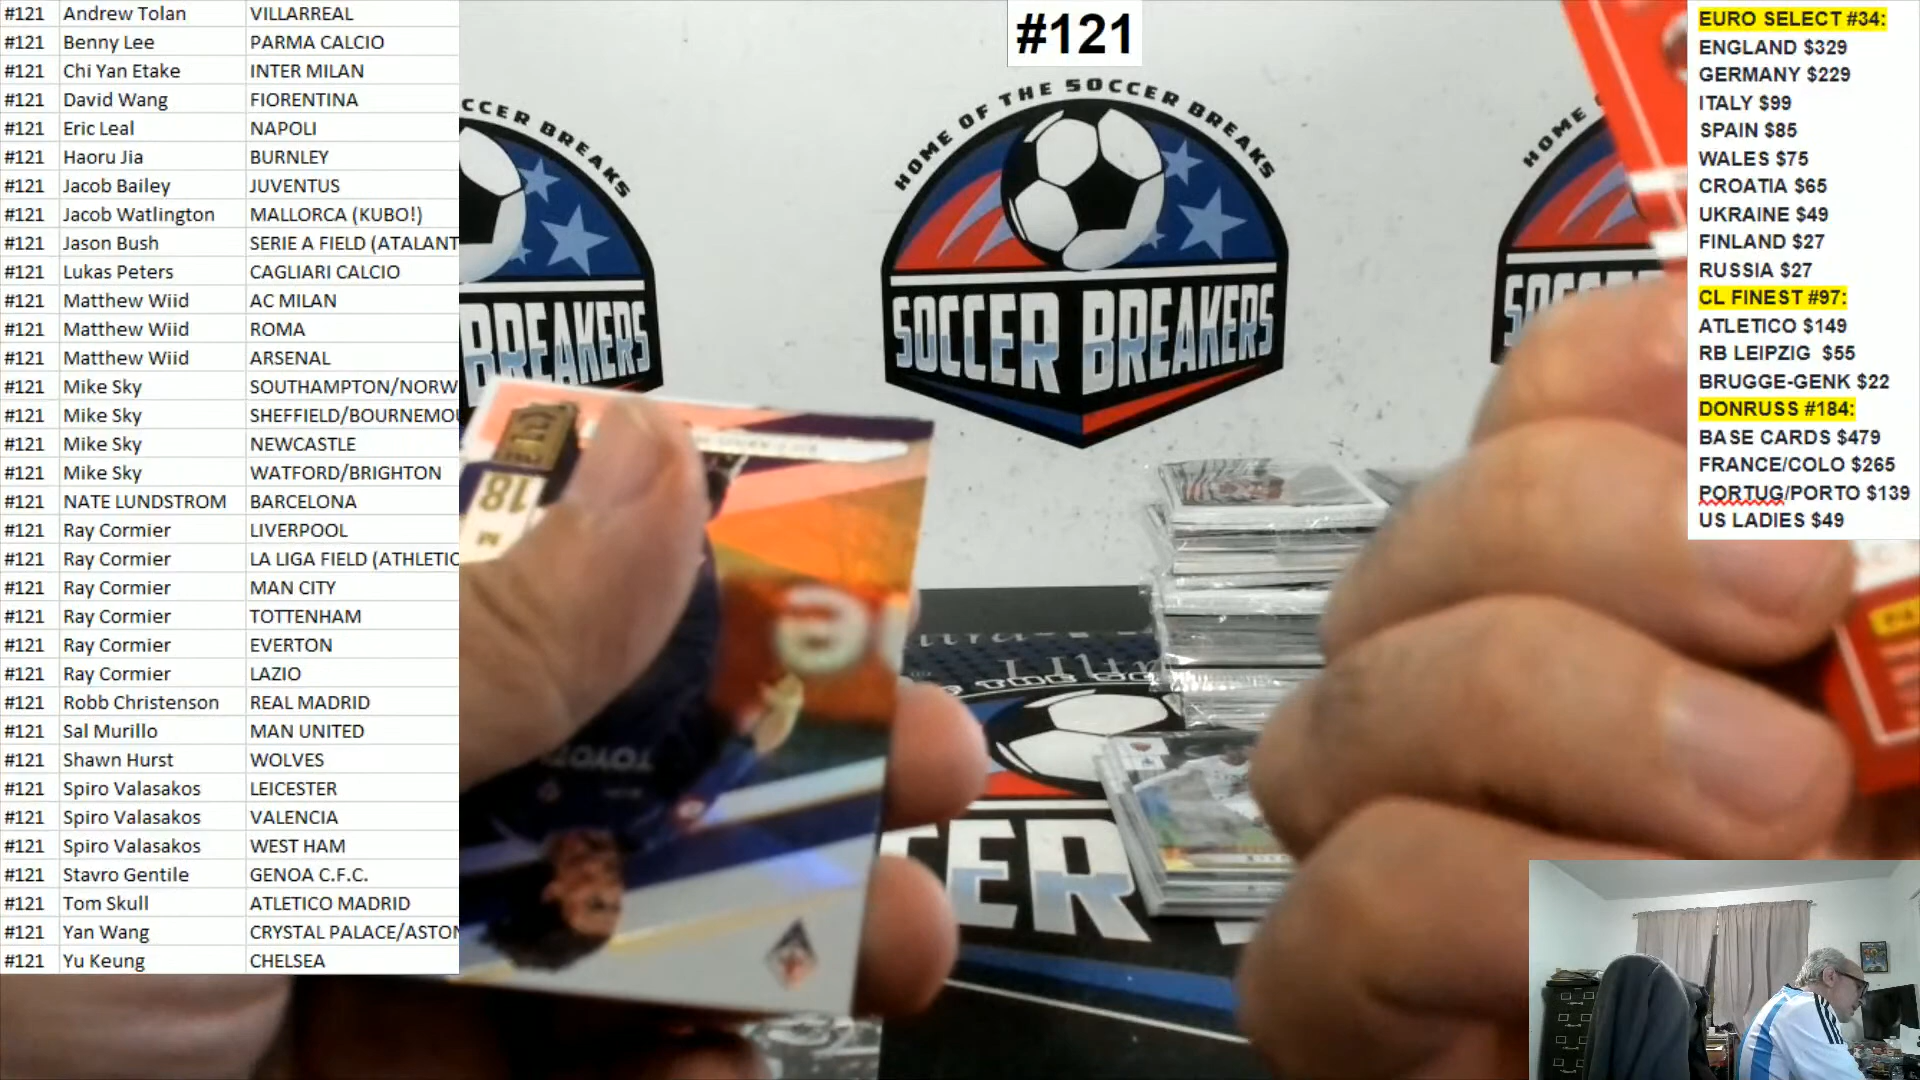 #121 Andrew Tolan VILLARREAL
#121 Benny Lee PARMA CALCIO
#121 Chi Yan Etake INTER MILAN
#121 David Wang FIORENTINA
#121 Eric Leal NAPOLI
#121 Haoru Jia BURNLEY
#121 Jacob Bailey JUVENTUS
#121 Jacob Watlington MALLORCA (KUBO!)
#121 Jason Bush SERIE A FIELD (ATALANT
#121 Lukas Peters CAGLIARI CALCIO
#121 Matthew Wiid AC MILAN
#121 Matthew Wiid ROMA
#121 Matthew Wiid ARSENAL
#121 Mike Sky SOUTHAMPTON/NORW
#121 Mike Sky SHEFFIELD/BOURNEMOU
#121 Mike Sky NEWCASTLE
#121 Mike Sky WATFORD/BRIGHTON
#121 NATE LUNDSTROM BARCELONA
#121 Ray Cormier LIVERPOOL
#121 Ray Cormier LA LIGA FIELD (ATHLETIC
#121 Ray Cormier MAN CITY
#121 Ray Cormier TOTTENHAM
#121 Ray Cormier EVERTON
#121 Ray Cormier LAZIO
#121 Robb Christenson REAL MADRID
#121 Sal Murillo MAN UNITED
#121 Shawn Hurst WOLVES
#121 Spiro Valasakos LEICESTER
#121 Spiro Valasakos VALENCIA
#121 Spiro Valasakos WEST HAM
#121 Stavro Gentile GENOA C.F.C.
#121 Tom Skull ATLETICO MADRID
#121 Yan Wang CRYSTAL PALACE/ASTON
#121 Yu Keung CHELSEA
#121
CCER BREAKS
BREAKERS
HOME OF THE SOCCER BREAKS
SOCCER BREAKERS
HOME
SOC
18
TER
EURO SELECT #34:
ENGLAND $329
GERMANY $229
ITALY $99
SPAIN $85
WALES $75
CROATIA $65
UKRAINE $49
FINLAND $27
RUSSIA $27
CL FINEST #97:
ATLETICO $149
RB LEIPZIG $55
BRUGGE-GENK $22
DONRUSS #184:
BASE CARDS $479
FRANCE/COLO $265
PORTUG/PORTO $139
US LADIES $49